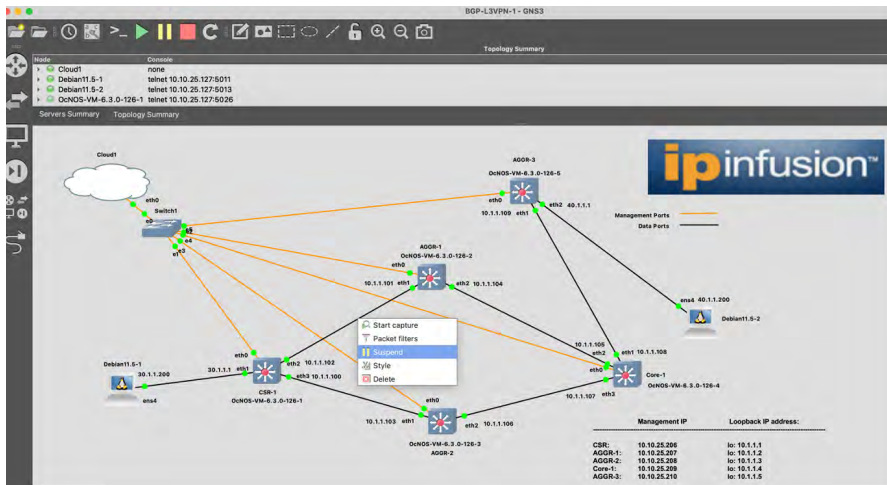 BGP-L3VPN-1 - GNS3
Topology Summary
Node Console
Cloud1 none
Debian11.5-1 telnet 10.10.25.127:5011
Debian11.5-2 telnet 10.10.25.127:5013
OcNOS-VM-6.3.0-126-1 telnet 10.10.25.127:5026
Servers Summary Topology Summary
Cloud1
eth0
Switch1
e0
e4
e3
e1
AGGR-3
OcNOS-VM-6.3.0-126-5
eth0
eth2 40.1.1.1
10.1.1.109 eth1
ipinfusion™
Management Ports
Data Ports
AGGR-1
OcNOS-VM-6.3.0-126-2
eth0
10.1.1.101 eth1
eth2 10.1.1.104
ens4 40.1.1.200
Debian11.5-2
Start capture
Packet filters
Suspend
Style
Delete
Debian11.5-1
30.1.1.200
ens4
30.1.1.1 eth1
eth0
eth2 10.1.1.102
eth3 10.1.1.100
CSR-1
OcNOS-VM-6.3.0-126-1
10.1.1.105
eth2
eth1 10.1.1.108
eth0
Core-1
OcNOS-VM-6.3.0-126-4
10.1.1.107 eth3
eth0
10.1.1.103 eth1
eth2 10.1.1.106
OcNOS-VM-6.3.0-126-3
AGGR-2
Management IP Loopback IP address:
CSR: 10.10.25.206 lo: 10.1.1.1
AGGR-1: 10.10.25.207 lo: 10.1.1.2
AGGR-2: 10.10.25.208 lo: 10.1.1.3
Core-1: 10.10.25.209 lo: 10.1.1.4
AGGR-3: 10.10.25.210 lo: 10.1.1.5